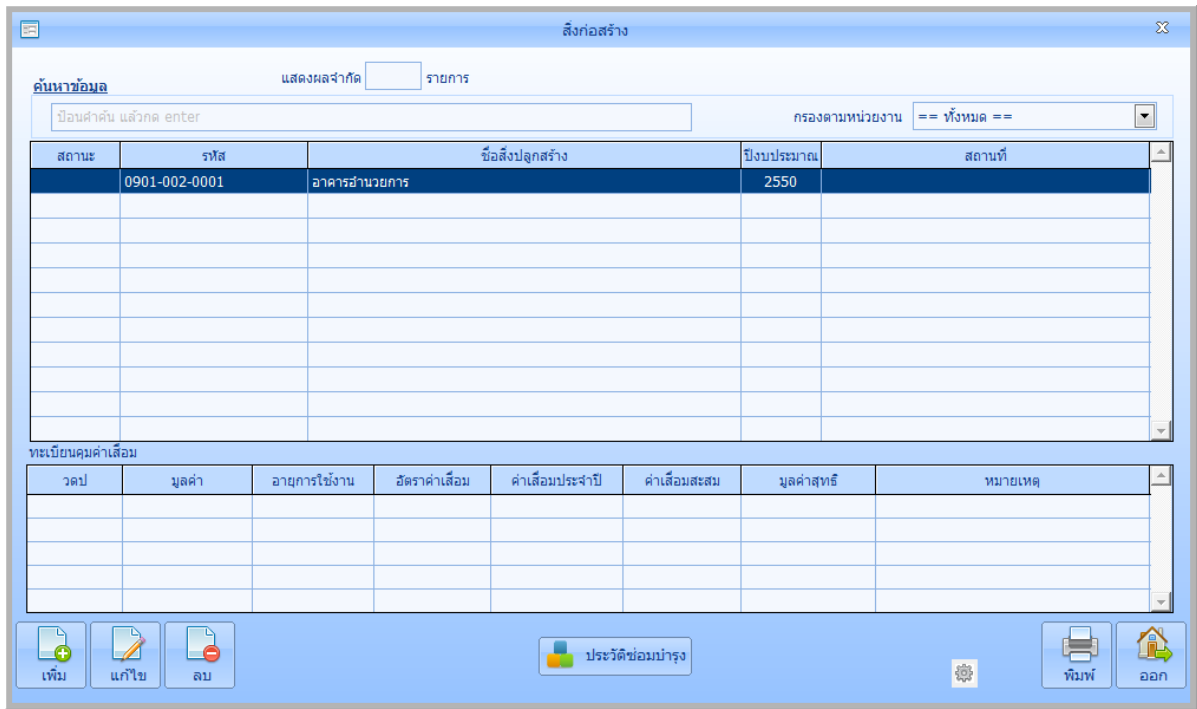 สิ่งก่อสร้าง
ค้นหาข้อมูล แสดงผลจำกัด รายการ
ป้อนคำค้น แล้วกด enter กรองตามหน่วยงาน == ทั้งหมด ==
สถานะ รหัส ชื่อสิ่งปลูกสร้าง ปีงบประมาณ สถานที่
0901-002-0001 อาคารอำนวยการ 2550
ทะเบียนคุมค่าเสื่อม
วดป มูลค่า อายุการใช้งาน อัตราค่าเสื่อม ค่าเสื่อมประจำปี ค่าเสื่อมสะสม มูลค่าสุทธิ หมายเหตุ
เพิ่ม แก้ไข ลบ ประวัติซ่อมบำรุง พิมพ์ ออก